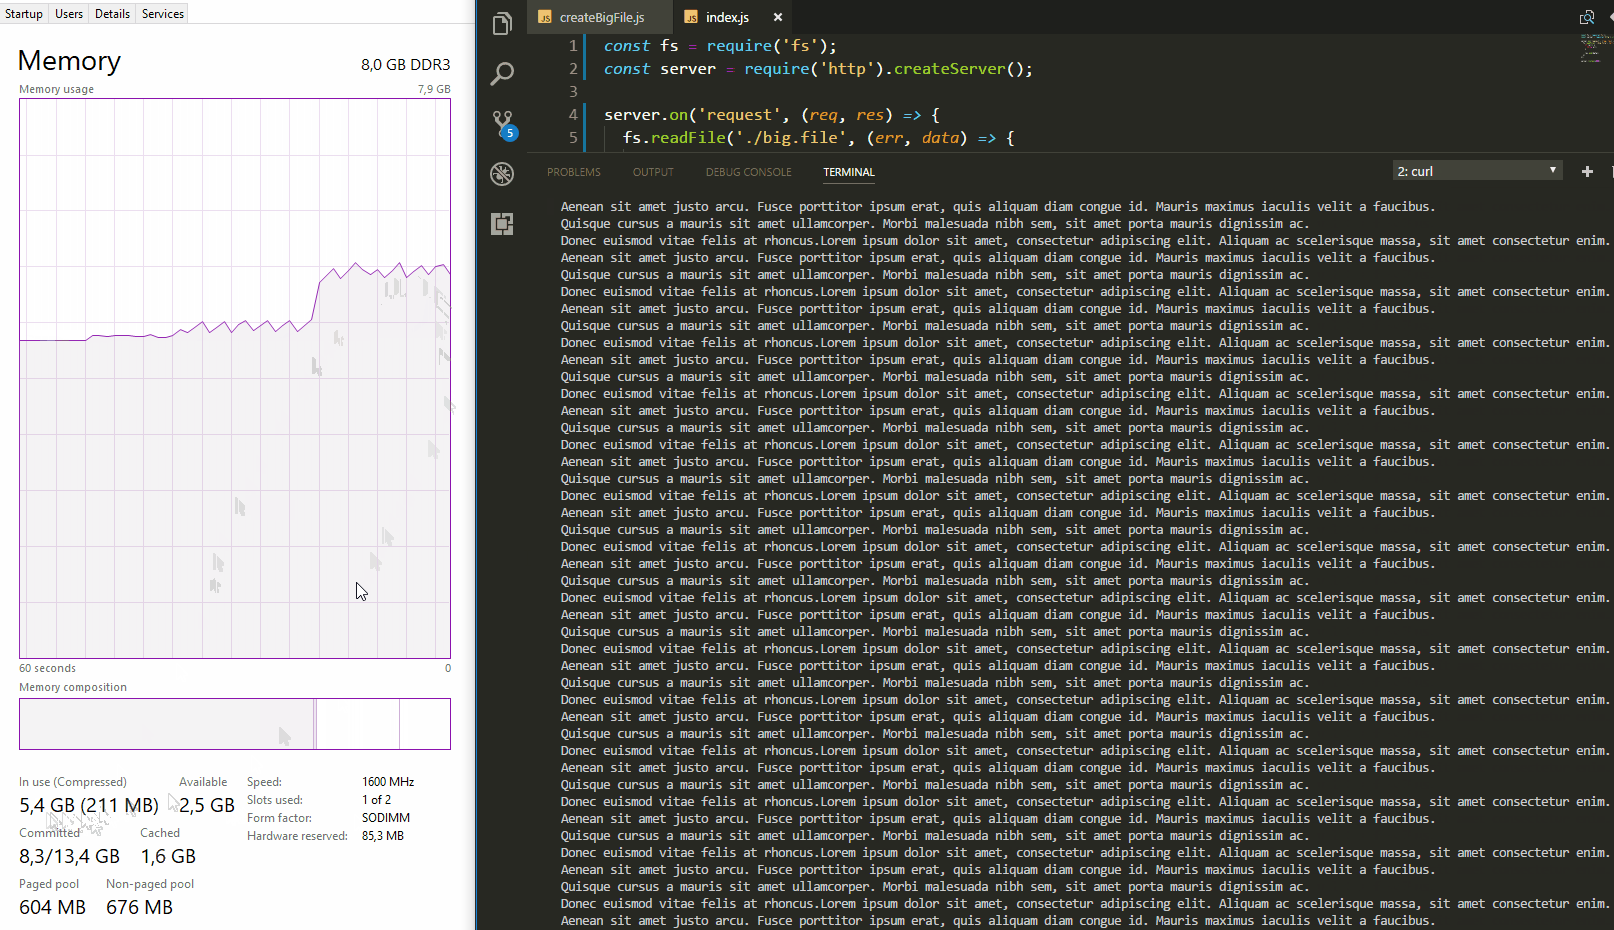 Startup Users Details Services
Memory 8,0 GB DDR3
Memory usage 7,9 GB
60 seconds 0
Memory composition
In use (Compressed) Available
5,4 GB (211 MB) 2,5 GB
Committed Cached
8,3/13,4 GB 1,6 GB
Paged pool Non-paged pool
604 MB 676 MB
Speed: 1600 MHz
Slots used: 1 of 2
Form factor: SODIMM
Hardware reserved: 85,3 MB
5
JS createBigFile.js JS index.js ×
1 const fs = require('fs');
2 const server = require('http').createServer();
3
4 server.on('request', (req, res) => {
5 fs.readFile('./big.file', (err, data) => {
PROBLEMS OUTPUT DEBUG CONSOLE TERMINAL 2: curl
Aenean sit amet justo arcu. Fusce porttitor ipsum erat, quis aliquam diam congue id. Mauris maximus iaculis velit a faucibus.
Quisque cursus a mauris sit amet ullamcorper. Morbi malesuada nibh sem, sit amet porta mauris dignissim ac.
Donec euismod vitae felis at rhoncus.Lorem ipsum dolor sit amet, consectetur adipiscing elit. Aliquam ac scelerisque massa, sit amet consectetur enim.
Aenean sit amet justo arcu. Fusce porttitor ipsum erat, quis aliquam diam congue id. Mauris maximus iaculis velit a faucibus.
Quisque cursus a mauris sit amet ullamcorper. Morbi malesuada nibh sem, sit amet porta mauris dignissim ac.
Donec euismod vitae felis at rhoncus.Lorem ipsum dolor sit amet, consectetur adipiscing elit. Aliquam ac scelerisque massa, sit amet consectetur enim.
Aenean sit amet justo arcu. Fusce porttitor ipsum erat, quis aliquam diam congue id. Mauris maximus iaculis velit a faucibus.
Quisque cursus a mauris sit amet ullamcorper. Morbi malesuada nibh sem, sit amet porta mauris dignissim ac.
Donec euismod vitae felis at rhoncus.Lorem ipsum dolor sit amet, consectetur adipiscing elit. Aliquam ac scelerisque massa, sit amet consectetur enim.
Aenean sit amet justo arcu. Fusce porttitor ipsum erat, quis aliquam diam congue id. Mauris maximus iaculis velit a faucibus.
Quisque cursus a mauris sit amet ullamcorper. Morbi malesuada nibh sem, sit amet porta mauris dignissim ac.
Donec euismod vitae felis at rhoncus.Lorem ipsum dolor sit amet, consectetur adipiscing elit. Aliquam ac scelerisque massa, sit amet consectetur enim.
Aenean sit amet justo arcu. Fusce porttitor ipsum erat, quis aliquam diam congue id. Mauris maximus iaculis velit a faucibus.
Quisque cursus a mauris sit amet ullamcorper. Morbi malesuada nibh sem, sit amet porta mauris dignissim ac.
Donec euismod vitae felis at rhoncus.Lorem ipsum dolor sit amet, consectetur adipiscing elit. Aliquam ac scelerisque massa, sit amet consectetur enim.
Aenean sit amet justo arcu. Fusce porttitor ipsum erat, quis aliquam diam congue id. Mauris maximus iaculis velit a faucibus.
Quisque cursus a mauris sit amet ullamcorper. Morbi malesuada nibh sem, sit amet porta mauris dignissim ac.
Donec euismod vitae felis at rhoncus.Lorem ipsum dolor sit amet, consectetur adipiscing elit. Aliquam ac scelerisque massa, sit amet consectetur enim.
Aenean sit amet justo arcu. Fusce porttitor ipsum erat, quis aliquam diam congue id. Mauris maximus iaculis velit a faucibus.
Quisque cursus a mauris sit amet ullamcorper. Morbi malesuada nibh sem, sit amet porta mauris dignissim ac.
Donec euismod vitae felis at rhoncus.Lorem ipsum dolor sit amet, consectetur adipiscing elit. Aliquam ac scelerisque massa, sit amet consectetur enim.
Aenean sit amet justo arcu. Fusce porttitor ipsum erat, quis aliquam diam congue id. Mauris maximus iaculis velit a faucibus.
Quisque cursus a mauris sit amet ullamcorper. Morbi malesuada nibh sem, sit amet porta mauris dignissim ac.
Donec euismod vitae felis at rhoncus.Lorem ipsum dolor sit amet, consectetur adipiscing elit. Aliquam ac scelerisque massa, sit amet consectetur enim.
Aenean sit amet justo arcu. Fusce porttitor ipsum erat, quis aliquam diam congue id. Mauris maximus iaculis velit a faucibus.
Quisque cursus a mauris sit amet ullamcorper. Morbi malesuada nibh sem, sit amet porta mauris dignissim ac.
Donec euismod vitae felis at rhoncus.Lorem ipsum dolor sit amet, consectetur adipiscing elit. Aliquam ac scelerisque massa, sit amet consectetur enim.
Aenean sit amet justo arcu. Fusce porttitor ipsum erat, quis aliquam diam congue id. Mauris maximus iaculis velit a faucibus.
Quisque cursus a mauris sit amet ullamcorper. Morbi malesuada nibh sem, sit amet porta mauris dignissim ac.
Donec euismod vitae felis at rhoncus.Lorem ipsum dolor sit amet, consectetur adipiscing elit. Aliquam ac scelerisque massa, sit amet consectetur enim.
Aenean sit amet justo arcu. Fusce porttitor ipsum erat, quis aliquam diam congue id. Mauris maximus iaculis velit a faucibus.
Quisque cursus a mauris sit amet ullamcorper. Morbi malesuada nibh sem, sit amet porta mauris dignissim ac.
Donec euismod vitae felis at rhoncus.Lorem ipsum dolor sit amet, consectetur adipiscing elit. Aliquam ac scelerisque massa, sit amet consectetur enim.
Aenean sit amet justo arcu. Fusce porttitor ipsum erat, quis aliquam diam congue id. Mauris maximus iaculis velit a faucibus.
Quisque cursus a mauris sit amet ullamcorper. Morbi malesuada nibh sem, sit amet porta mauris dignissim ac.
Donec euismod vitae felis at rhoncus.Lorem ipsum dolor sit amet, consectetur adipiscing elit. Aliquam ac scelerisque massa, sit amet consectetur enim.
Aenean sit amet justo arcu. Fusce porttitor ipsum erat, quis aliquam diam congue id. Mauris maximus iaculis velit a faucibus.
Quisque cursus a mauris sit amet ullamcorper. Morbi malesuada nibh sem, sit amet porta mauris dignissim ac.
Donec euismod vitae felis at rhoncus.Lorem ipsum dolor sit amet, consectetur adipiscing elit. Aliquam ac scelerisque massa, sit amet consectetur enim.
Aenean sit amet justo arcu. Fusce porttitor ipsum erat, quis aliquam diam congue id. Mauris maximus iaculis velit a faucibus.
Quisque cursus a mauris sit amet ullamcorper. Morbi malesuada nibh sem, sit amet porta mauris dignissim ac.
Donec euismod vitae felis at rhoncus.Lorem ipsum dolor sit amet, consectetur adipiscing elit. Aliquam ac scelerisque massa, sit amet consectetur enim.
Aenean sit amet justo arcu. Fusce porttitor ipsum erat, quis aliquam diam congue id. Mauris maximus iaculis velit a faucibus.